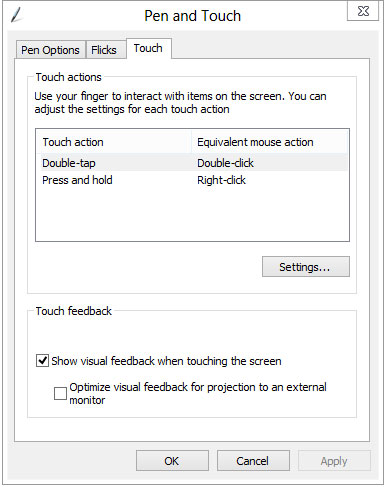 Pen and Touch
Pen Options Flicks Touch
Touch actions
Use your finger to interact with items on the screen. You can
adjust the settings for each touch action
Touch action Equivalent mouse action
Double-tap Double-click
Press and hold Right-click
Settings...
Touch feedback
Show visual feedback when touching the screen
Optimize visual feedback for projection to an external
monitor
OK Cancel Apply